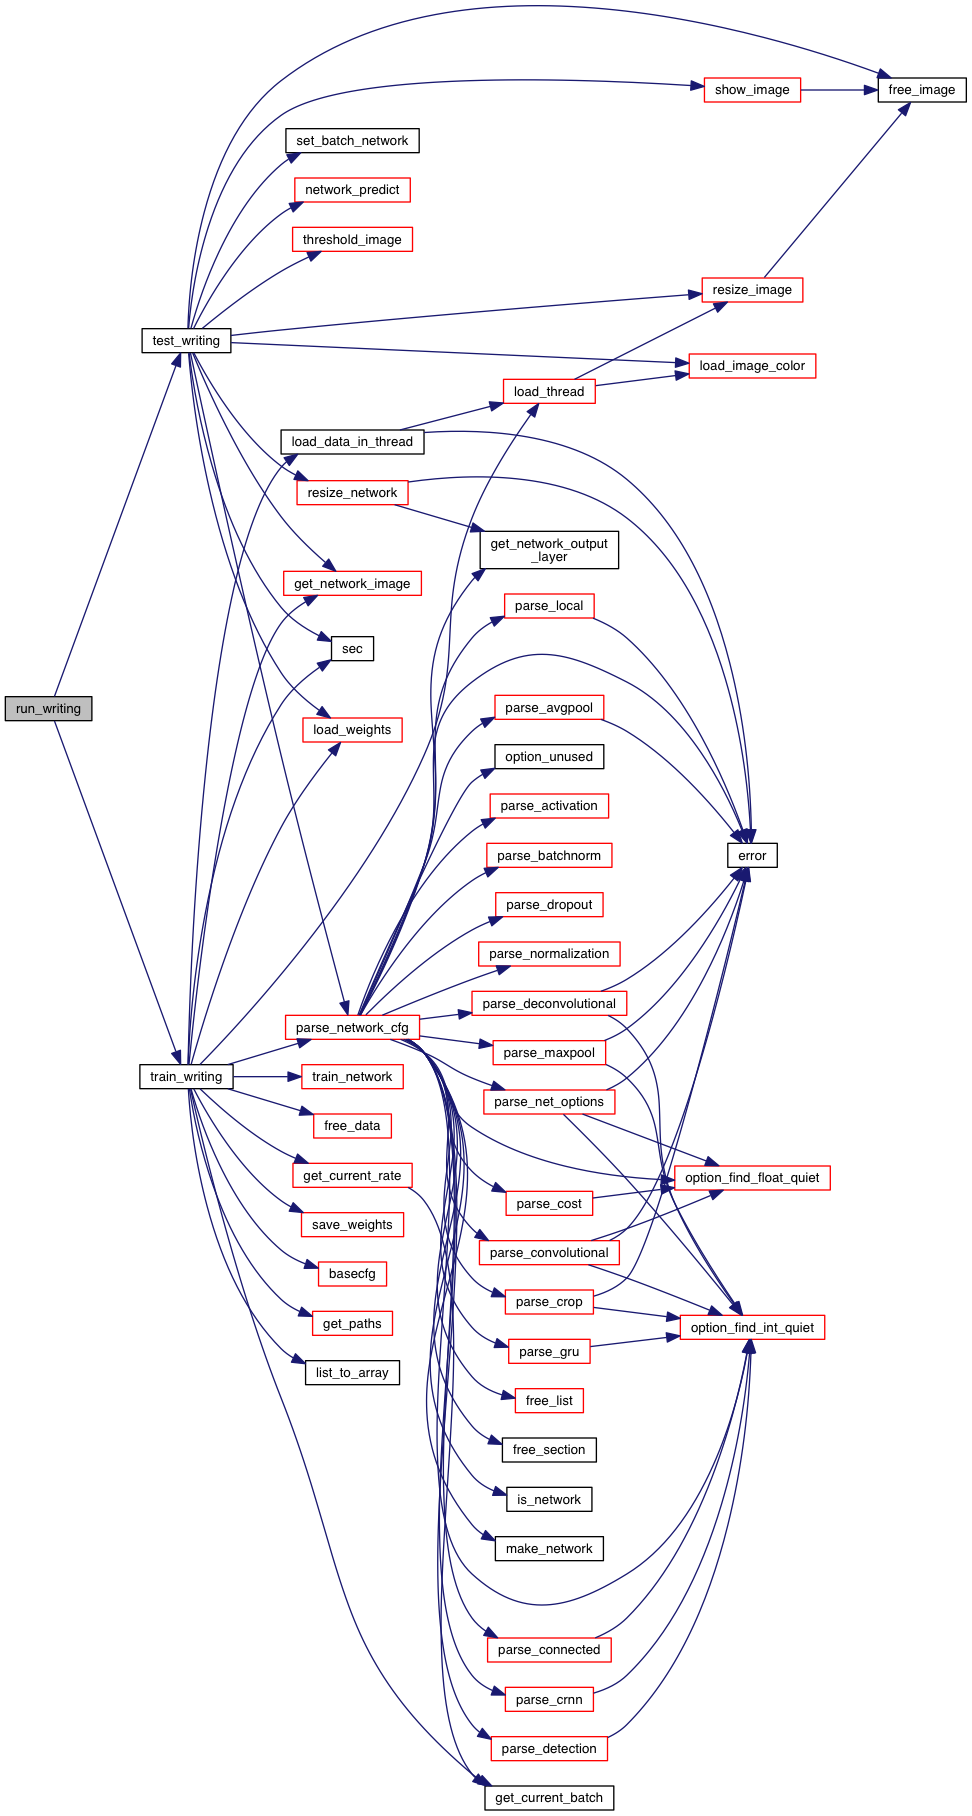 show_image
free_image
set_batch_network
network_predict
threshold_image
resize_image
test_writing
load_image_color
load_thread
load_data_in_thread
resize_network
get_network_output
_layer
get_network_image
parse_local
sec
run_writing
parse_avgpool
load_weights
option_unused
parse_activation
parse_batchnorm
error
parse_dropout
parse_normalization
parse_deconvolutional
parse_network_cfg
parse_maxpool
train_writing
train_network
parse_net_options
free_data
get_current_rate
option_find_float_quiet
parse_cost
save_weights
parse_convolutional
basecfg
parse_crop
get_paths
option_find_int_quiet
parse_gru
list_to_array
free_list
free_section
is_network
make_network
parse_connected
parse_crnn
parse_detection
get_current_batch